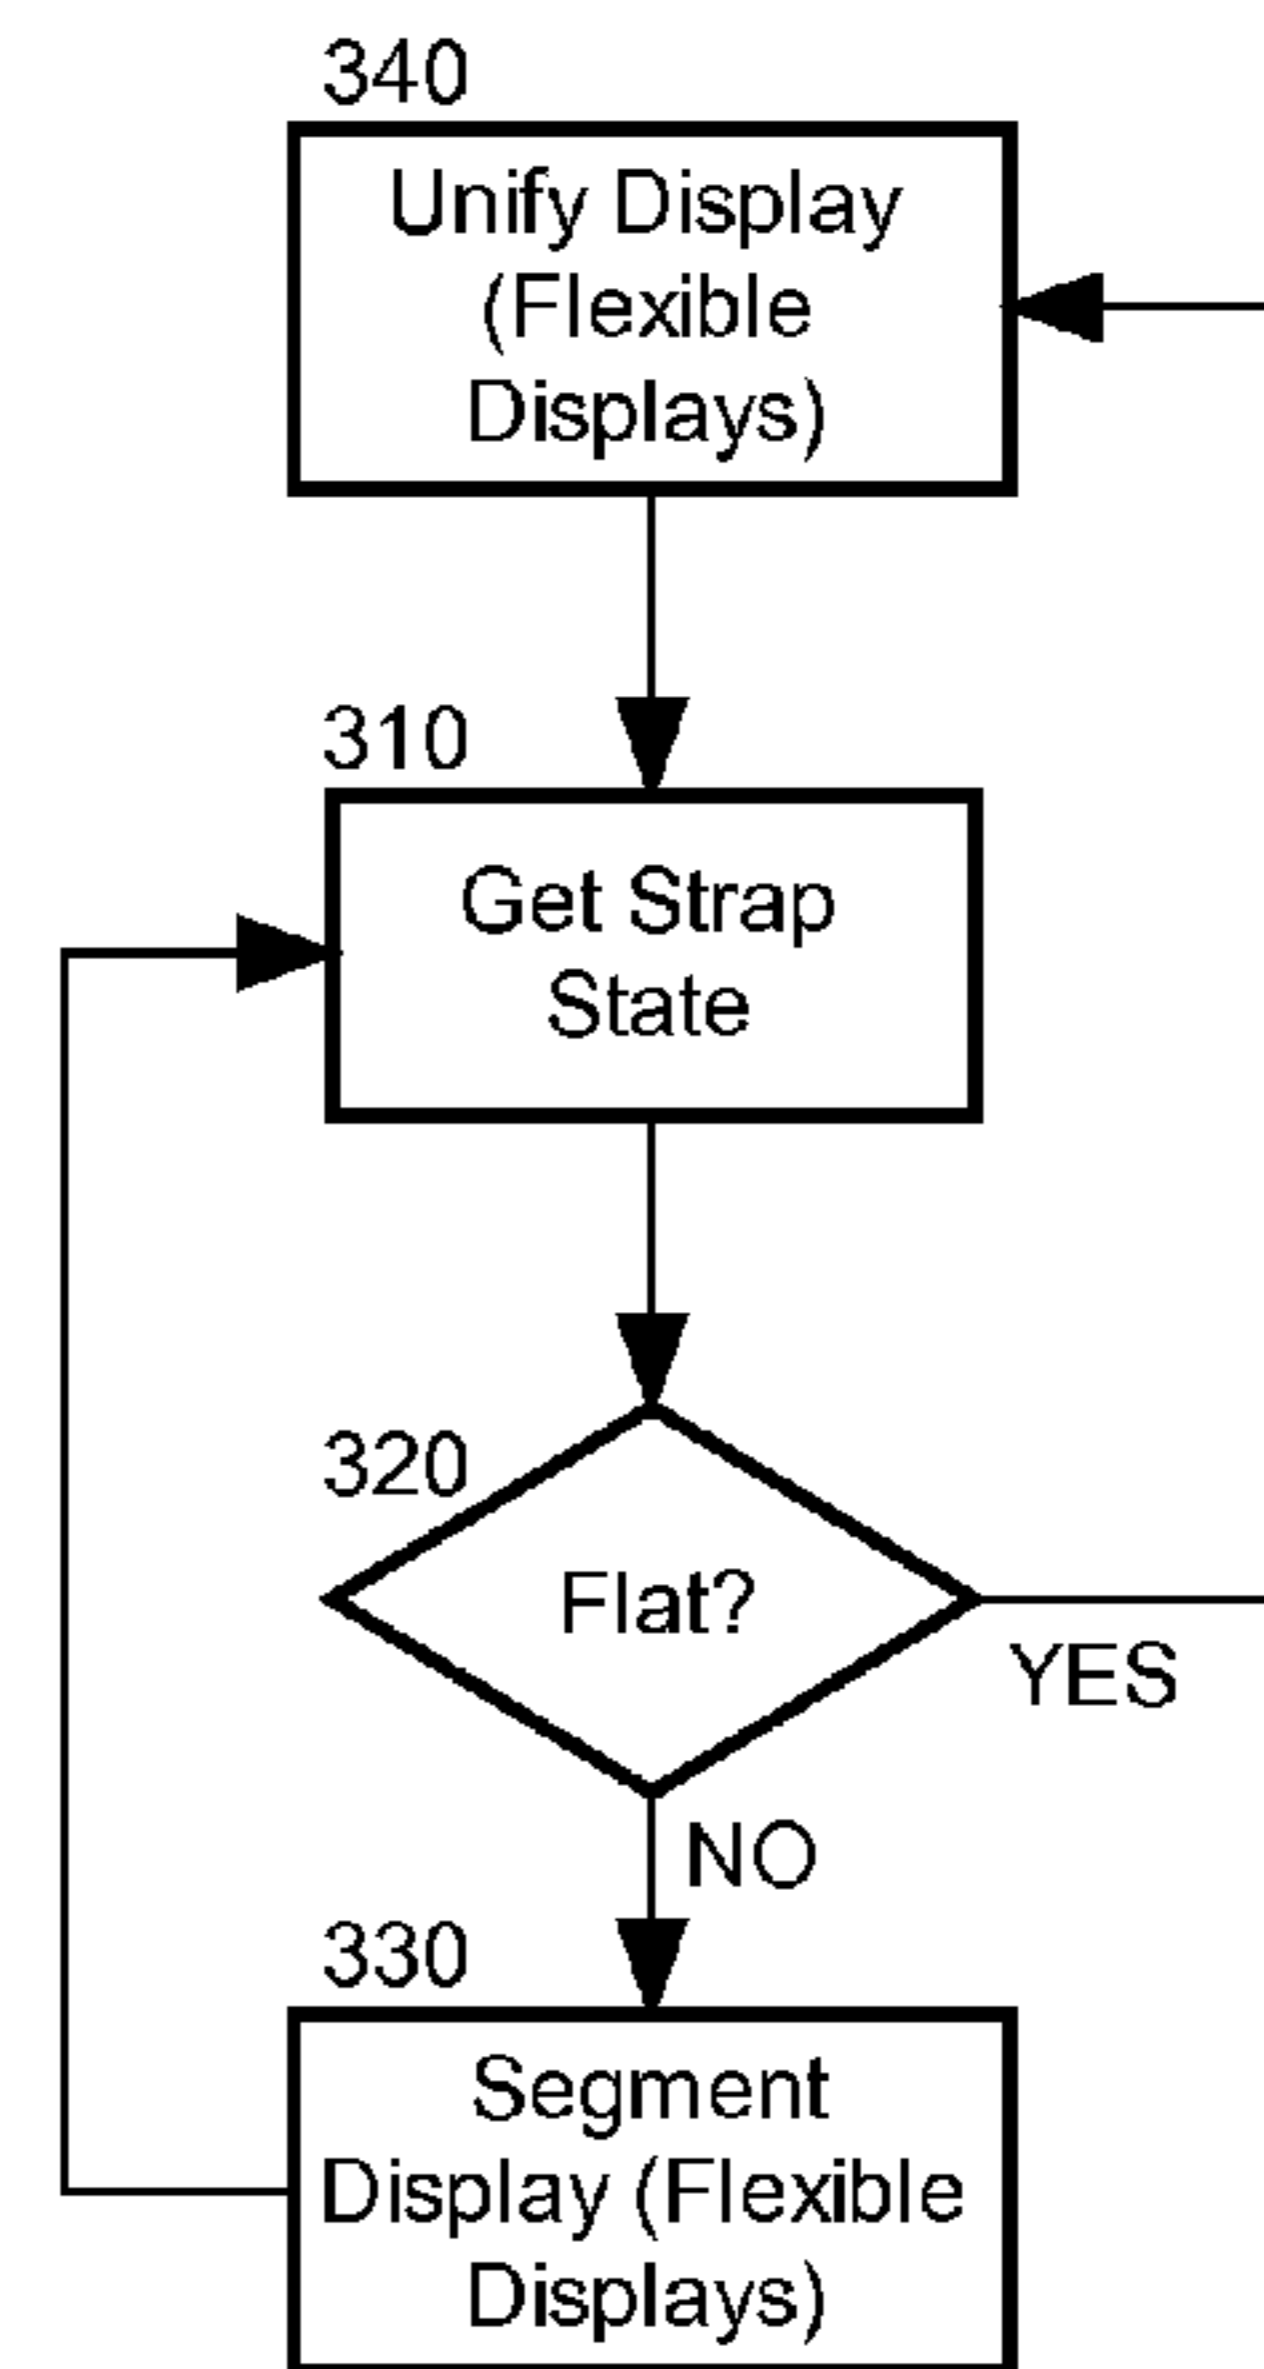 340
Unify Display
(Flexible
Displays)
310
Get Strap
State
320
Flat?
YES
NO
330
Segment
Display (Flexible
Displays)